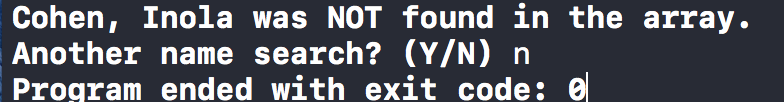 Cohen, Inola was NOT found in the array.
Another name search? (Y/N) n
Program ended with exit code: 0